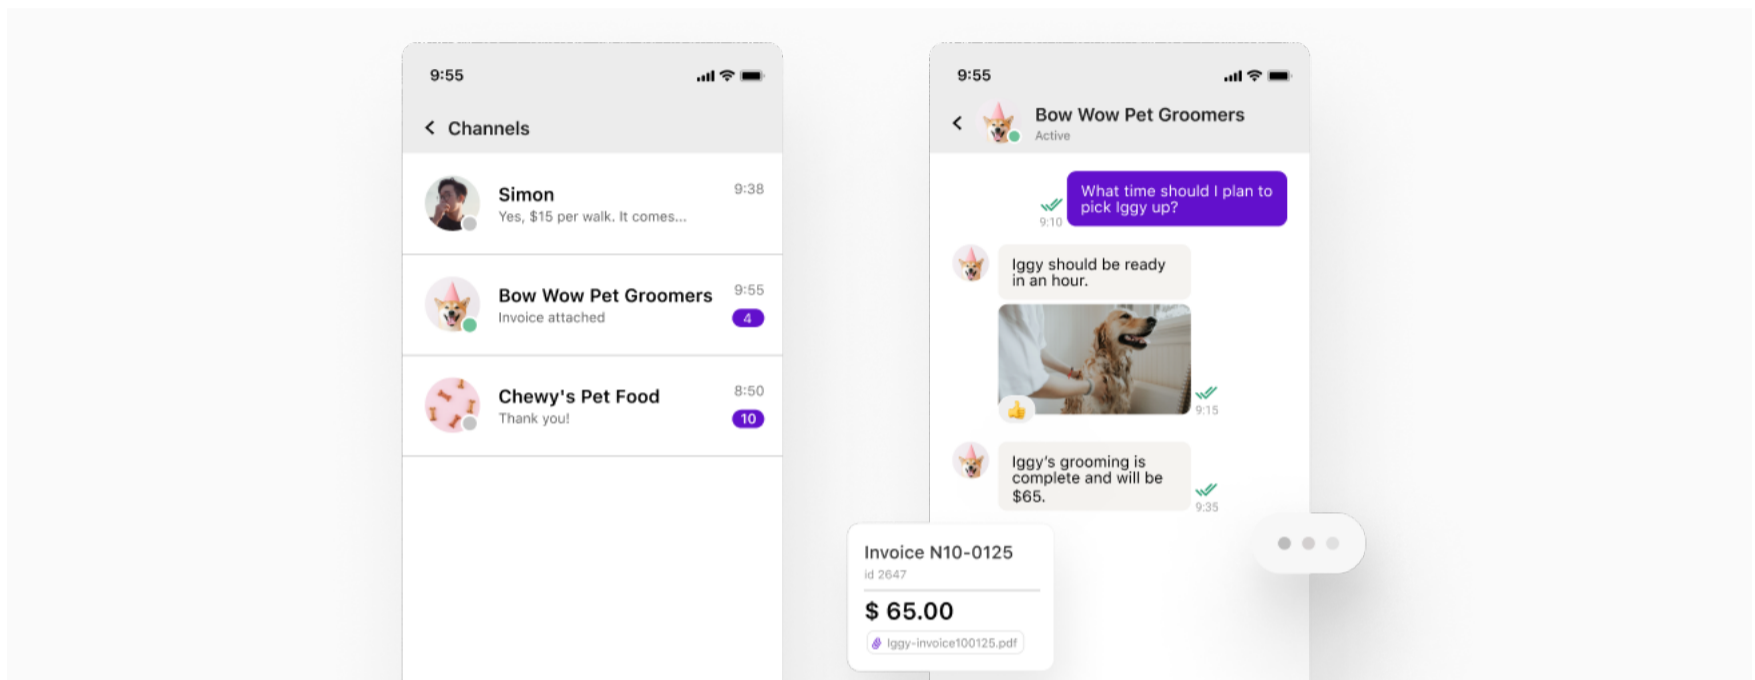 9:55
Channels
Simon
9:38
Yes, $15 per walk. It comes...
Bow Wow Pet Groomers
9:55
Invoice attached
4
Chewy's Pet Food
8:50
Thank you!
10
9:55
Bow Wow Pet Groomers
Active
What time should I plan to
pick Iggy up?
9:10
Iggy should be ready
in an hour.
9:15
Iggy's grooming is
complete and will be
$65.
9:35
Invoice N10-0125
id 2647
$ 65.00
Iggy-invoice100125.pdf